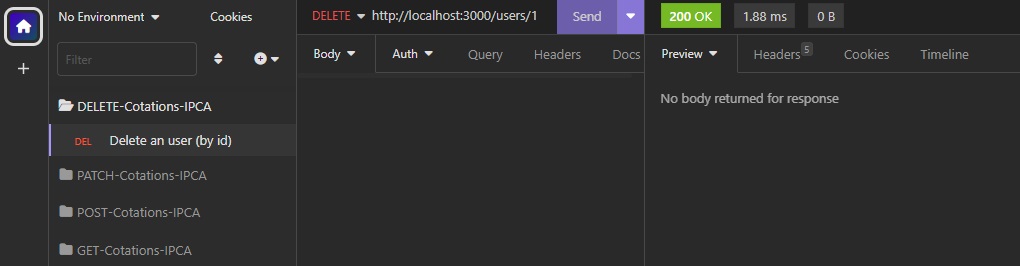 No Environment
Cookies
Filter
DELETE-Cotations-IPCA
DEL Delete an user (by id)
PATCH-Cotations-IPCA
POST-Cotations-IPCA
GET-Cotations-IPCA
DELETE http://localhost:3000/users/1 Send
Body Auth Query Headers Docs
200 OK 1.88 ms 0 B
Preview Headers 5 Cookies Timeline
No body returned for response